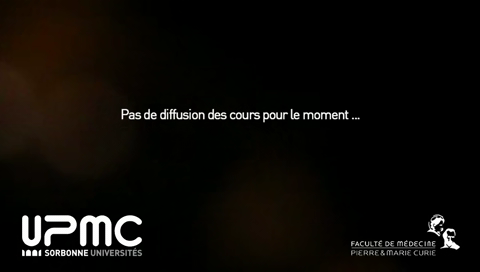 Pas de diffusion des cours pour le moment ...
UPMC
SORBONNE UNIVERSITÉS
FACULTÉ DE MÉDECINE
PIERRE & MARIE CURIE